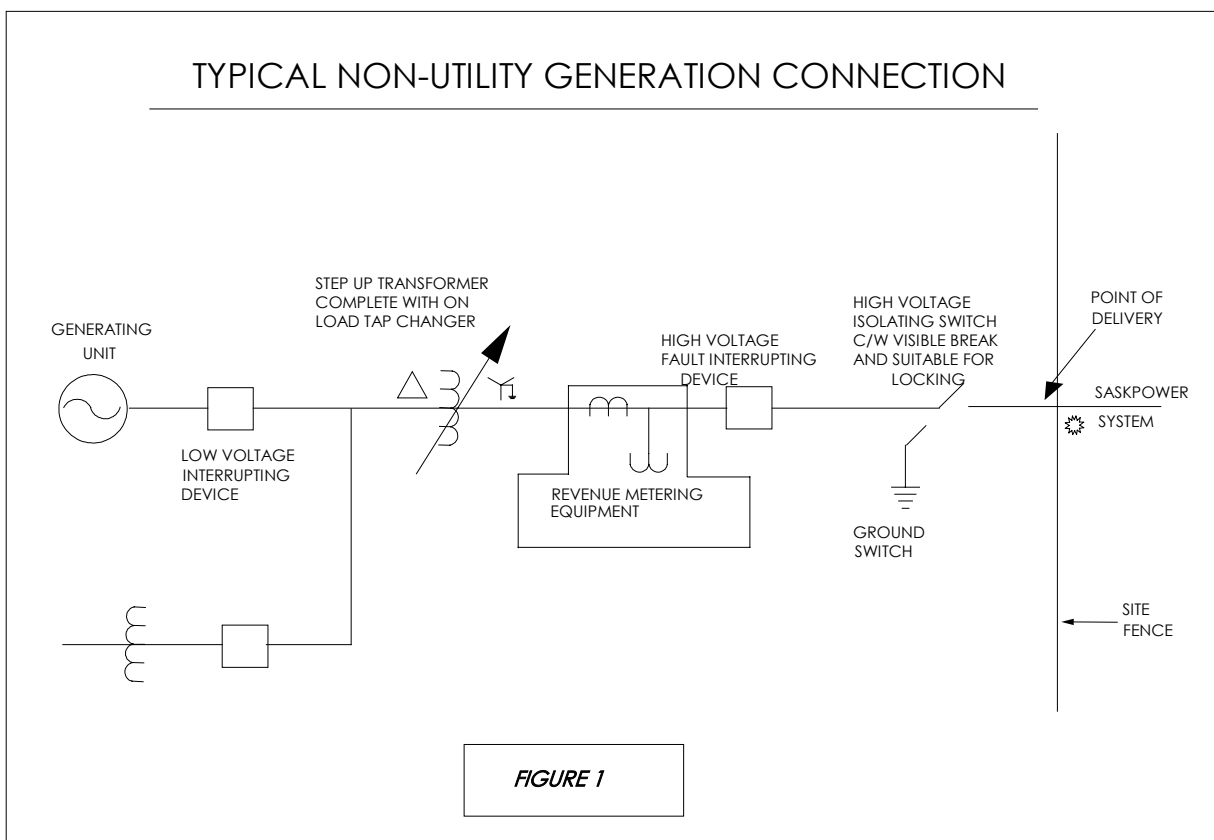 TYPICAL NON-UTILITY GENERATION CONNECTION
STEP UP TRANSFORMER
COMPLETE WITH ON
LOAD TAP CHANGER
GENERATING
UNIT
LOW VOLTAGE
INTERRUPTING
DEVICE
HIGH VOLTAGE
FAULT INTERRUPTING
DEVICE
REVENUE METERING
EQUIPMENT
HIGH VOLTAGE
ISOLATING SWITCH
C/W VISIBLE BREAK
AND SUITABLE FOR
LOCKING
GROUND
SWITCH
POINT OF
DELIVERY
SASKPOWER
SYSTEM
SITE
FENCE
FIGURE 1